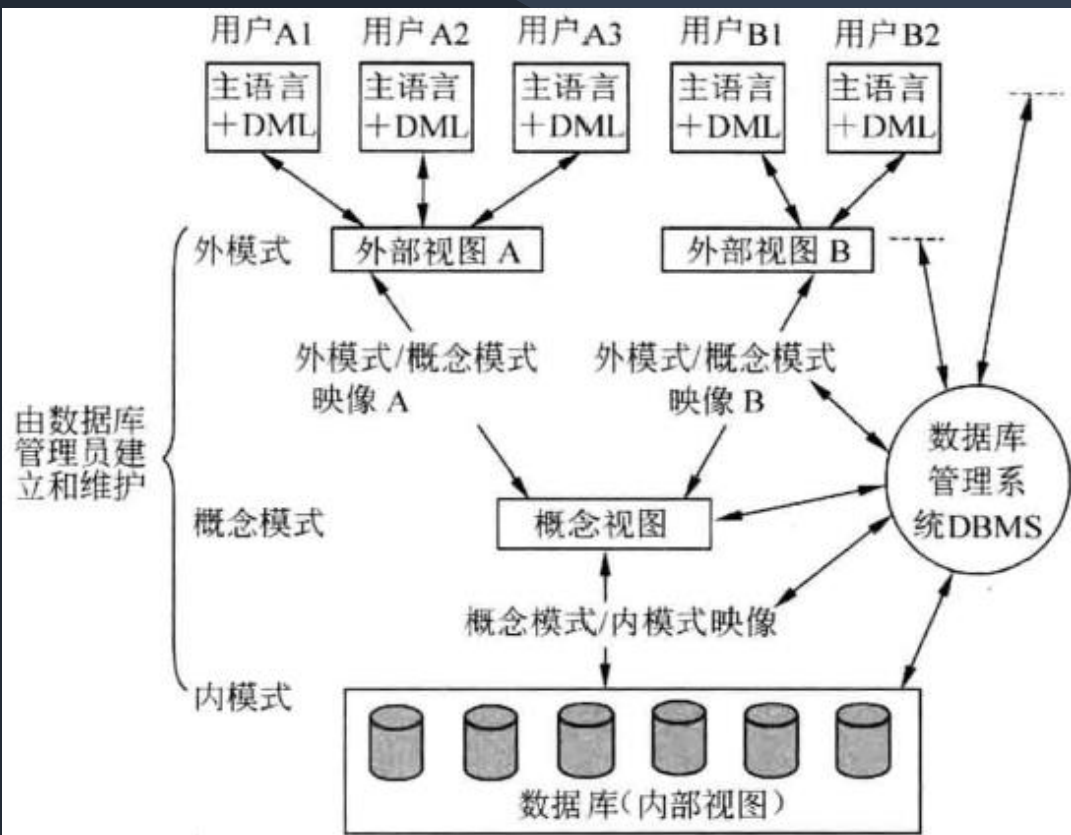 用户A1
用户A2
用户A3
用户B1
用户B2
主语言
+DML
主语言
+DML
主语言
+DML
主语言
+DML
主语言
+DML
外模式
外部视图 A
外部视图 B
外模式/概念模式
映像 A
外模式/概念模式
映像 B
由数据库
管理员建
立和维护
数据库
管理系
统DBMS
概念模式
概念视图
概念模式/内模式映像
内模式
数据库(内部视图)